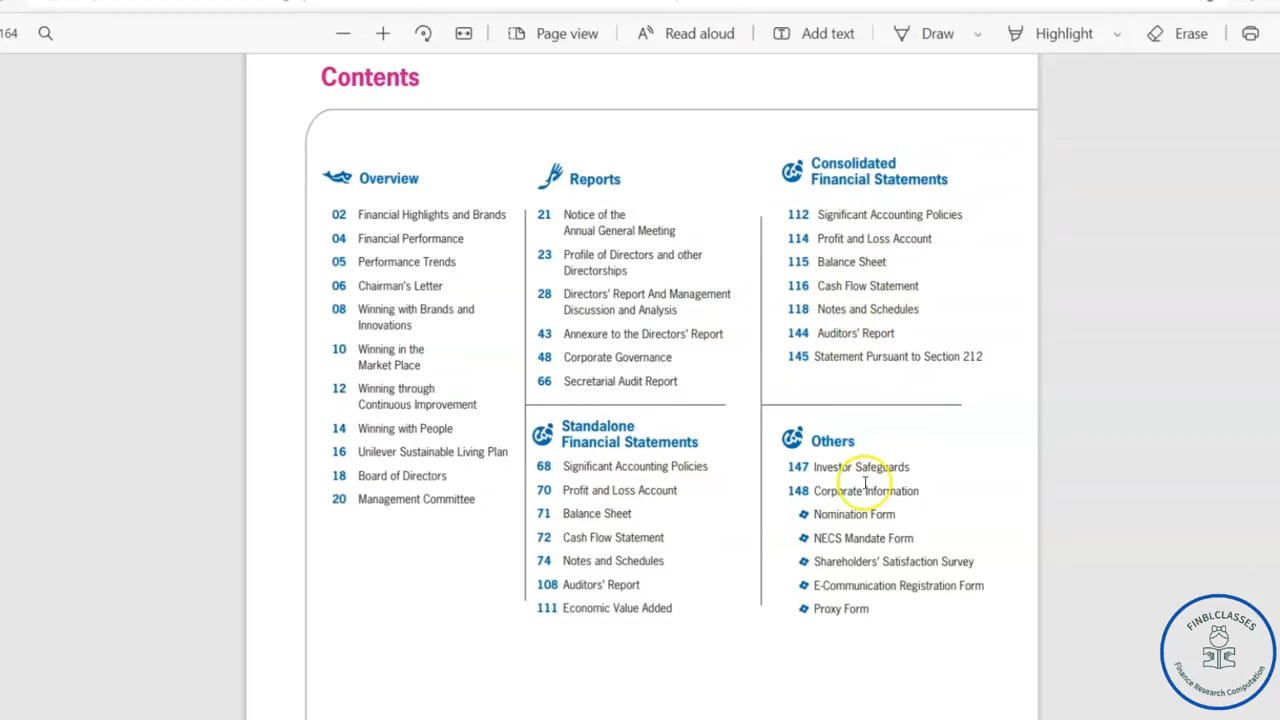 164
Page view
Read aloud
Add text
Draw
Highlight
Erase
Contents
Overview
02 Financial Highlights and Brands
04 Financial Performance
05 Performance Trends
06 Chairman's Letter
08 Winning with Brands and
Innovations
10 Winning in the
Market Place
12 Winning through
Continuous Improvement
14 Winning with People
16 Unilever Sustainable Living Plan
18 Board of Directors
20 Management Committee
Reports
21 Notice of the
Annual General Meeting
23 Profile of Directors and other
Directorships
28 Directors' Report And Management
Discussion and Analysis
43 Annexure to the Directors' Report
48 Corporate Governance
66 Secretarial Audit Report
Standalone
Financial Statements
68 Significant Accounting Policies
70 Profit and Loss Account
71 Balance Sheet
72 Cash Flow Statement
74 Notes and Schedules
108 Auditors' Report
111 Economic Value Added
Consolidated
Financial Statements
112 Significant Accounting Policies
114 Profit and Loss Account
115 Balance Sheet
116 Cash Flow Statement
118 Notes and Schedules
144 Auditors' Report
145 Statement Pursuant to Section 212
Others
147 Investor Safeguards
148 Corporate Information
Nomination Form
NECS Mandate Form
Shareholders' Satisfaction Survey
E-Communication Registration Form
Proxy Form
FINBLCLASSES
Finance Research Computation